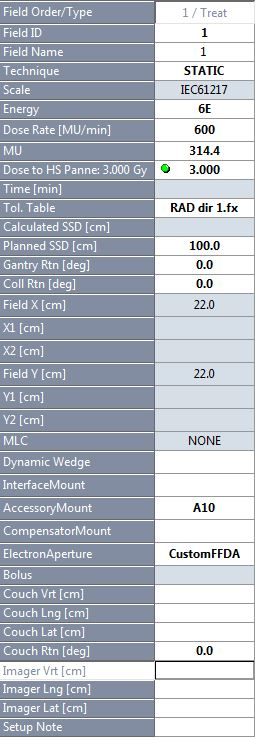 Field Order/Type 1 / Treat
Field ID 1
Field Name 1
Technique STATIC
Scale IEC61217
Energy 6E
Dose Rate [MU/min] 600
MU 314.4
Dose to HS Panne: 3.000 Gy 3.000
Time [min]
Tol. Table RAD dir 1.fx
Calculated SSD [cm]
Planned SSD [cm] 100.0
Gantry Rtn [deg] 0.0
Coll Rtn [deg] 0.0
Field X [cm] 22.0
X1 [cm]
X2 [cm]
Field Y [cm] 22.0
Y1 [cm]
Y2 [cm]
MLC NONE
Dynamic Wedge
InterfaceMount
AccessoryMount A10
CompensatorMount
ElectronAperture CustomFFDA
Bolus
Couch Vrt [cm]
Couch Lng [cm]
Couch Lat [cm]
Couch Rtn [deg] 0.0
Imager Vrt [cm]
Imager Lng [cm]
Imager Lat [cm]
Setup Note